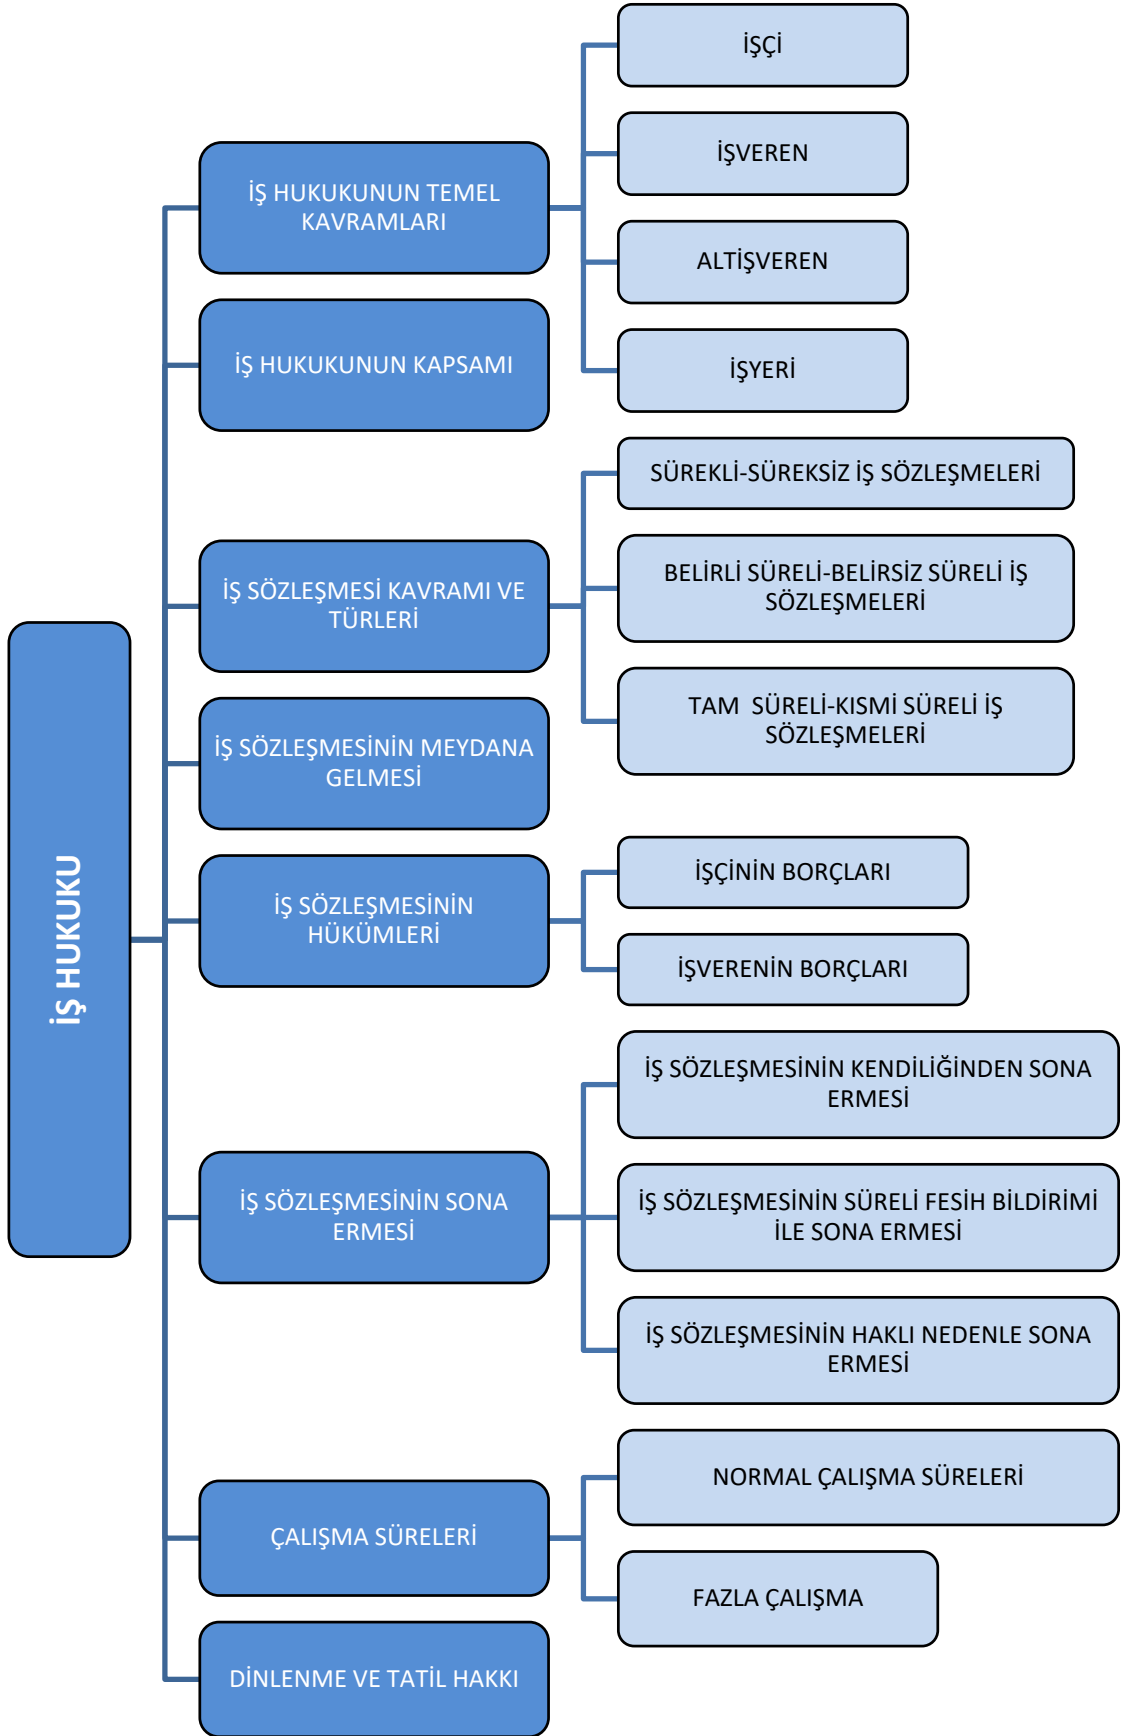 İŞ HUKUKU
İŞ HUKUKUNUN TEMEL
KAVRAMLARI
İŞÇİ
İŞVEREN
ALTİŞVEREN
İŞYERİ
İŞ HUKUKUNUN KAPSAMI
İŞ SÖZLEŞMESİ KAVRAMI VE
TÜRLERİ
SÜREKLİ-SÜREKSİZ İŞ SÖZLEŞMELERİ
BELİRLİ SÜRELİ-BELİRSİZ SÜRELİ İŞ
SÖZLEŞMELERİ
TAM  SÜRELİ-KISMİ SÜRELİ İŞ
SÖZLEŞMELERİ
İŞ SÖZLEŞMESİNİN MEYDANA
GELMESİ
İŞ SÖZLEŞMESİNİN
HÜKÜMLERİ
İŞÇİNİN BORÇLARI
İŞVERENİN BORÇLARI
İŞ SÖZLEŞMESİNİN SONA
ERMESİ
İŞ SÖZLEŞMESİNİN KENDİLİĞİNDEN SONA
ERMESİ
İŞ SÖZLEŞMESİNİN SÜRELİ FESİH BİLDİRİMİ
İLE SONA ERMESİ
İŞ SÖZLEŞMESİNİN HAKLI NEDENLE SONA
ERMESİ
ÇALIŞMA SÜRELERİ
NORMAL ÇALIŞMA SÜRELERİ
FAZLA ÇALIŞMA
DİNLENME VE TATİL HAKKI